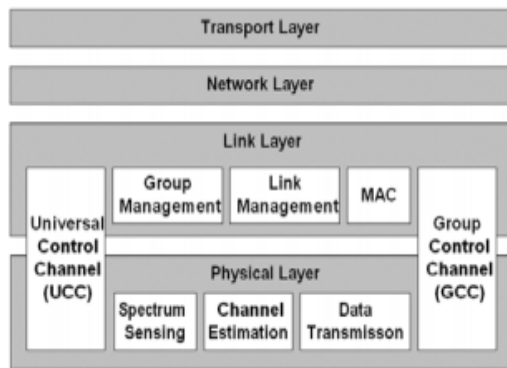 Transport Layer
Network Layer
Link Layer
Universal
Control
Channel
(UCC)
Group
Management
Link
Management
MAC
Group
Control
Channel
(GCC)
Physical Layer
Spectrum
Sensing
Channel
Estimation
Data
Transmisson